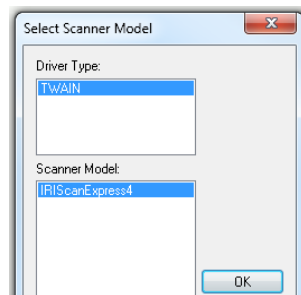 Select Scanner Model
Driver Type:
TWAIN
Scanner Model:
IRIScanExpress4
OK